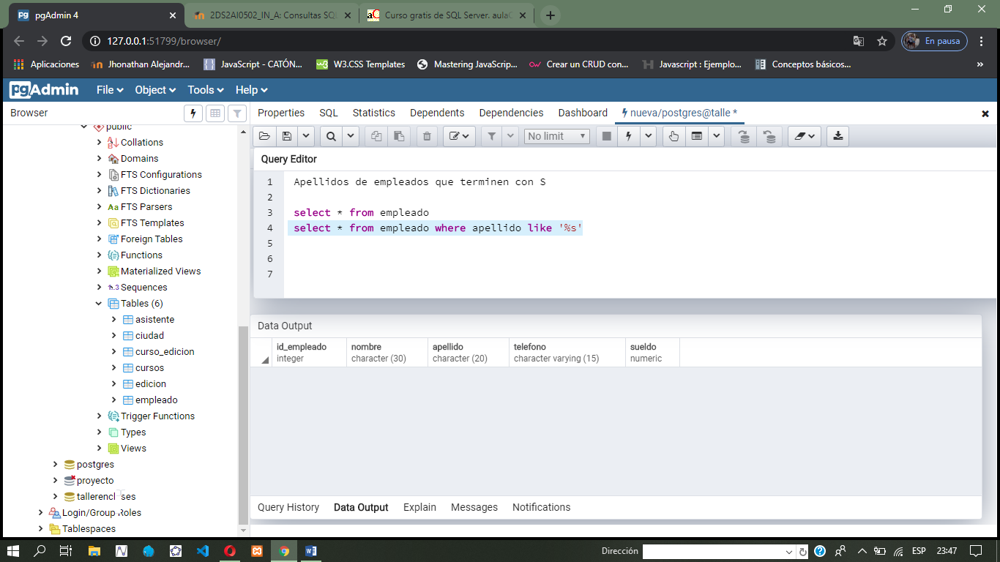 pgAdmin 4
2DS2AI0502_IN_A: Consultas SQL
Curso gratis de SQL Server. aulaC
127.0.0.1:51799/browser/
En pausa
Aplicaciones
Jhonathan Alejandr...
JavaScript - CATÓN...
W3.CSS Templates
Mastering JavaScrip...
Crear un CRUD con...
Javascript : Ejemplo...
Conceptos básicos...
»
pgAdmin
File
Object
Tools
Help
Browser
Properties
SQL
Statistics
Dependents
Dependencies
Dashboard
nueva/postgres@talle *
No limit
public
Collations
Domains
FTS Configurations
FTS Dictionaries
Aa FTS Parsers
FTS Templates
Foreign Tables
Functions
Materialized Views
1..3 Sequences
Tables (6)
asistente
ciudad
curso_edicion
cursos
edicion
empleado
Trigger Functions
Types
Views
postgres
proyecto
Login/Group Roles
Tablespaces
Query Editor
1 Apellidos de empleados que terminen con S
2
3 select * from empleado
4 select * from empleado where apellido like '%s'
5
6
7
Data Output
id_empleado
integer
nombre
character (30)
apellido
character (20)
telefono
character varying (15)
sueldo
numeric
Query History
Data Output
Explain
Messages
Notifications
Dirección
ESP
23:47